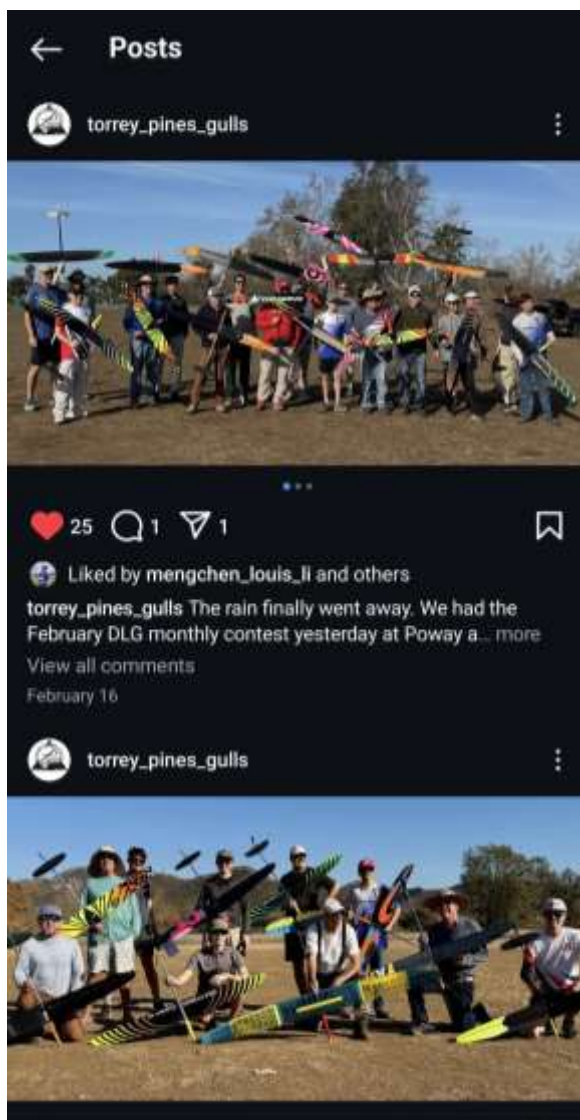 Posts
torrey_pines_gulls
25 1 1
Liked by mengchen_louis_li and others
torrey_pines_gulls The rain finally went away. We had the
February DLG monthly contest yesterday at Poway a... more
View all comments
February 16
torrey_pines_gulls